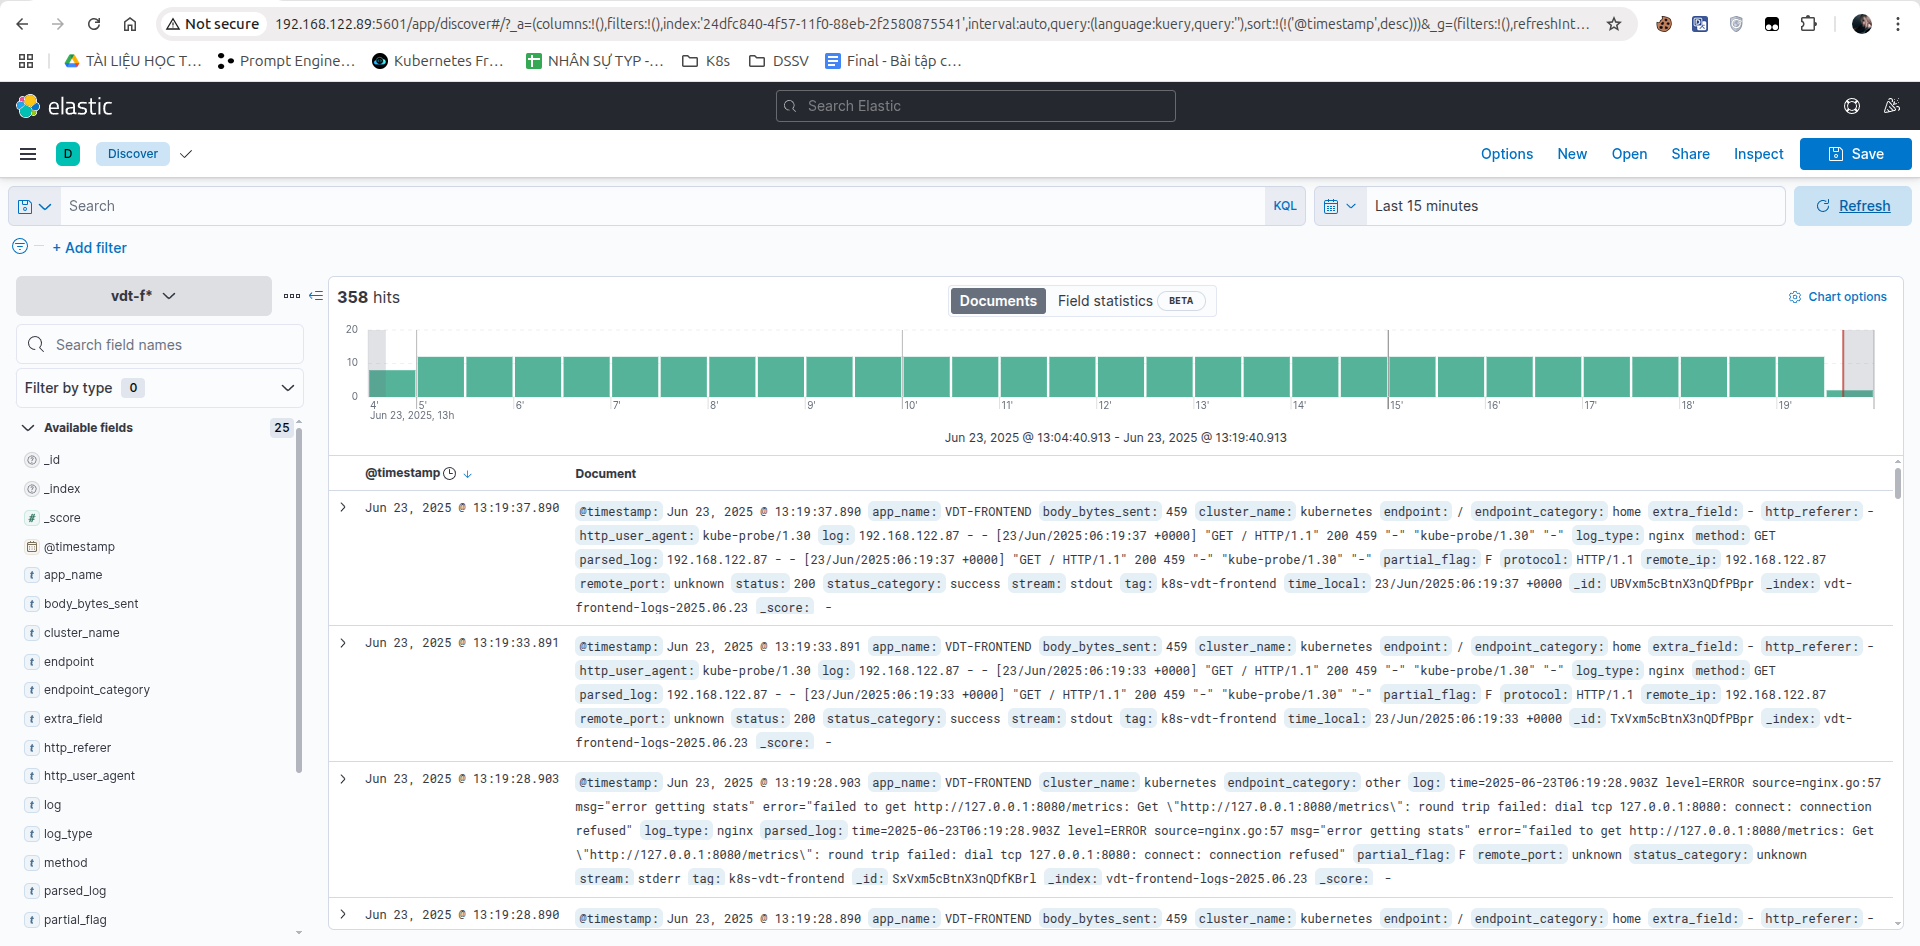 Not secure
192.168.122.89:5601/app/discover#/?_a=(columns:!(),filters:!(),index:'24dfc840-4f57-11f0-88eb-2f2580875541',interval:auto,query:(language:kuery,query:''),sort:!(!('@timestamp',desc)))&_g=(filters:!(),refreshInt...
TÀI LIỆU HỌC T...
Prompt Engine...
Kubernetes Fr...
NHÂN SỰ TYP -...
K8s
DSSV
Final - Bài tập c...
elastic
Search Elastic
D
Discover
Options
New
Open
Share
Inspect
Save
Search
KQL
Last 15 minutes
Refresh
+ Add filter
vdt-f*
Search field names
Filter by type 0
Available fields 25
_id
_index
_score
@timestamp
app_name
body_bytes_sent
cluster_name
endpoint
endpoint_category
extra_field
http_referer
http_user_agent
log
log_type
method
parsed_log
partial_flag
358 hits
Documents
Field statistics BETA
Chart options
20
10
0
4' 5' 6' 7' 8' 9' 10' 11' 12' 13' 14' 15' 16' 17' 18' 19'
Jun 23, 2025, 13h
Jun 23, 2025 @ 13:04:40.913 - Jun 23, 2025 @ 13:19:40.913
@timestamp Document
Jun 23, 2025 @ 13:19:37.890
@timestamp: Jun 23, 2025 @ 13:19:37.890 app_name: VDT-FRONTEND body_bytes_sent: 459 cluster_name: kubernetes endpoint: / endpoint_category: home extra_field: - http_referer: -
http_user_agent: kube-probe/1.30 log: 192.168.122.87 - - [23/Jun/2025:06:19:37 +0000] "GET / HTTP/1.1" 200 459 "-" "kube-probe/1.30" "-" log_type: nginx method: GET
parsed_log: 192.168.122.87 - - [23/Jun/2025:06:19:37 +0000] "GET / HTTP/1.1" 200 459 "-" "kube-probe/1.30" "-" partial_flag: F protocol: HTTP/1.1 remote_ip: 192.168.122.87
remote_port: unknown status: 200 status_category: success stream: stdout tag: k8s-vdt-frontend time_local: 23/Jun/2025:06:19:37 +0000 _id: UBVxm5cBtnX3nQDfPBpr _index: vdt-
frontend-logs-2025.06.23 _score: -
Jun 23, 2025 @ 13:19:33.891
@timestamp: Jun 23, 2025 @ 13:19:33.891 app_name: VDT-FRONTEND body_bytes_sent: 459 cluster_name: kubernetes endpoint: / endpoint_category: home extra_field: - http_referer: -
http_user_agent: kube-probe/1.30 log: 192.168.122.87 - - [23/Jun/2025:06:19:33 +0000] "GET / HTTP/1.1" 200 459 "-" "kube-probe/1.30" "-" log_type: nginx method: GET
parsed_log: 192.168.122.87 - - [23/Jun/2025:06:19:33 +0000] "GET / HTTP/1.1" 200 459 "-" "kube-probe/1.30" "-" partial_flag: F protocol: HTTP/1.1 remote_ip: 192.168.122.87
remote_port: unknown status: 200 status_category: success stream: stdout tag: k8s-vdt-frontend time_local: 23/Jun/2025:06:19:33 +0000 _id: TxVxm5cBtnX3nQDfPBpr _index: vdt-
frontend-logs-2025.06.23 _score: -
Jun 23, 2025 @ 13:19:28.903
@timestamp: Jun 23, 2025 @ 13:19:28.903 app_name: VDT-FRONTEND cluster_name: kubernetes endpoint_category: other log: time=2025-06-23T06:19:28.903Z level=ERROR source=nginx.go:57
msg="error getting stats" error="failed to get http://127.0.0.1:8080/metrics: Get \"http://127.0.0.1:8080/metrics\": round trip failed: dial tcp 127.0.0.1:8080: connect: connection
refused" log_type: nginx parsed_log: time=2025-06-23T06:19:28.903Z level=ERROR source=nginx.go:57 msg="error getting stats" error="failed to get http://127.0.0.1:8080/metrics: Get
\"http://127.0.0.1:8080/metrics\": round trip failed: dial tcp 127.0.0.1:8080: connect: connection refused" partial_flag: F remote_port: unknown status_category: unknown
stream: stderr tag: k8s-vdt-frontend _id: SxVxm5cBtnX3nQDfKBrl _index: vdt-frontend-logs-2025.06.23 _score: -
Jun 23, 2025 @ 13:19:28.890
@timestamp: Jun 23, 2025 @ 13:19:28.890 app_name: VDT-FRONTEND body_bytes_sent: 459 cluster_name: kubernetes endpoint: / endpoint_category: home extra_field: - http_referer: -